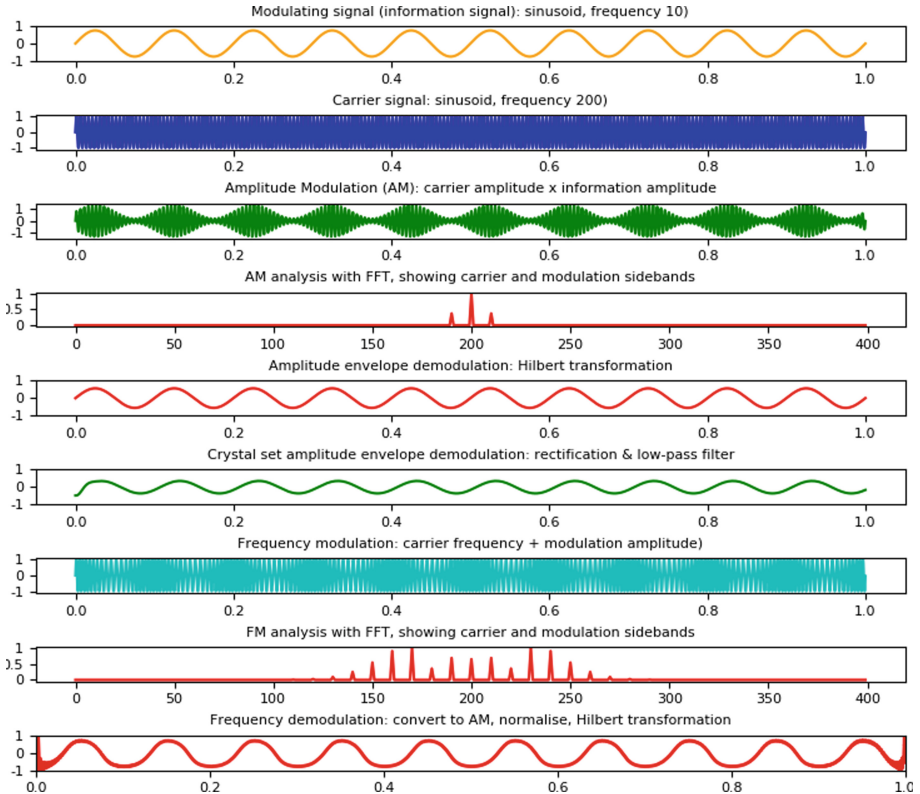 Modulating signal (information signal): sinusoid, frequency 10)
1
0
-1
0.0 0.2 0.4 0.6 0.8 1.0
Carrier signal: sinusoid, frequency 200)
1
0
-1
0.0 0.2 0.4 0.6 0.8 1.0
Amplitude Modulation (AM): carrier amplitude x information amplitude
1
0
-1
0.0 0.2 0.4 0.6 0.8 1.0
AM analysis with FFT, showing carrier and modulation sidebands
1
.5
0
0 50 100 150 200 250 300 350 400
Amplitude envelope demodulation: Hilbert transformation
1
0
-1
0.0 0.2 0.4 0.6 0.8 1.0
Crystal set amplitude envelope demodulation: rectification & low-pass filter
1
0
-1
0.0 0.2 0.4 0.6 0.8 1.0
Frequency modulation: carrier frequency + modulation amplitude)
1
0
-1
0.0 0.2 0.4 0.6 0.8 1.0
FM analysis with FFT, showing carrier and modulation sidebands
1
.5
0
0 50 100 150 200 250 300 350 400
Frequency demodulation: convert to AM, normalise, Hilbert transformation
1
0
-1
0.0 0.2 0.4 0.6 0.8 1.0